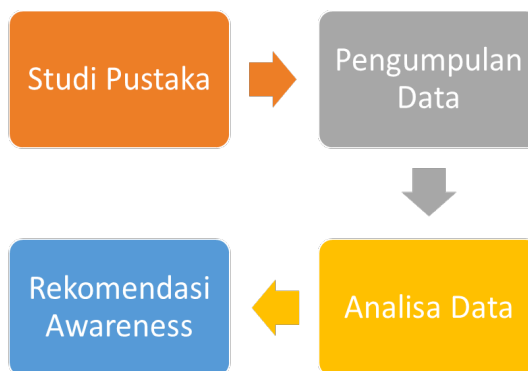 Studi Pustaka
Pengumpulan
Data
Analisa Data
Rekomendasi
Awareness